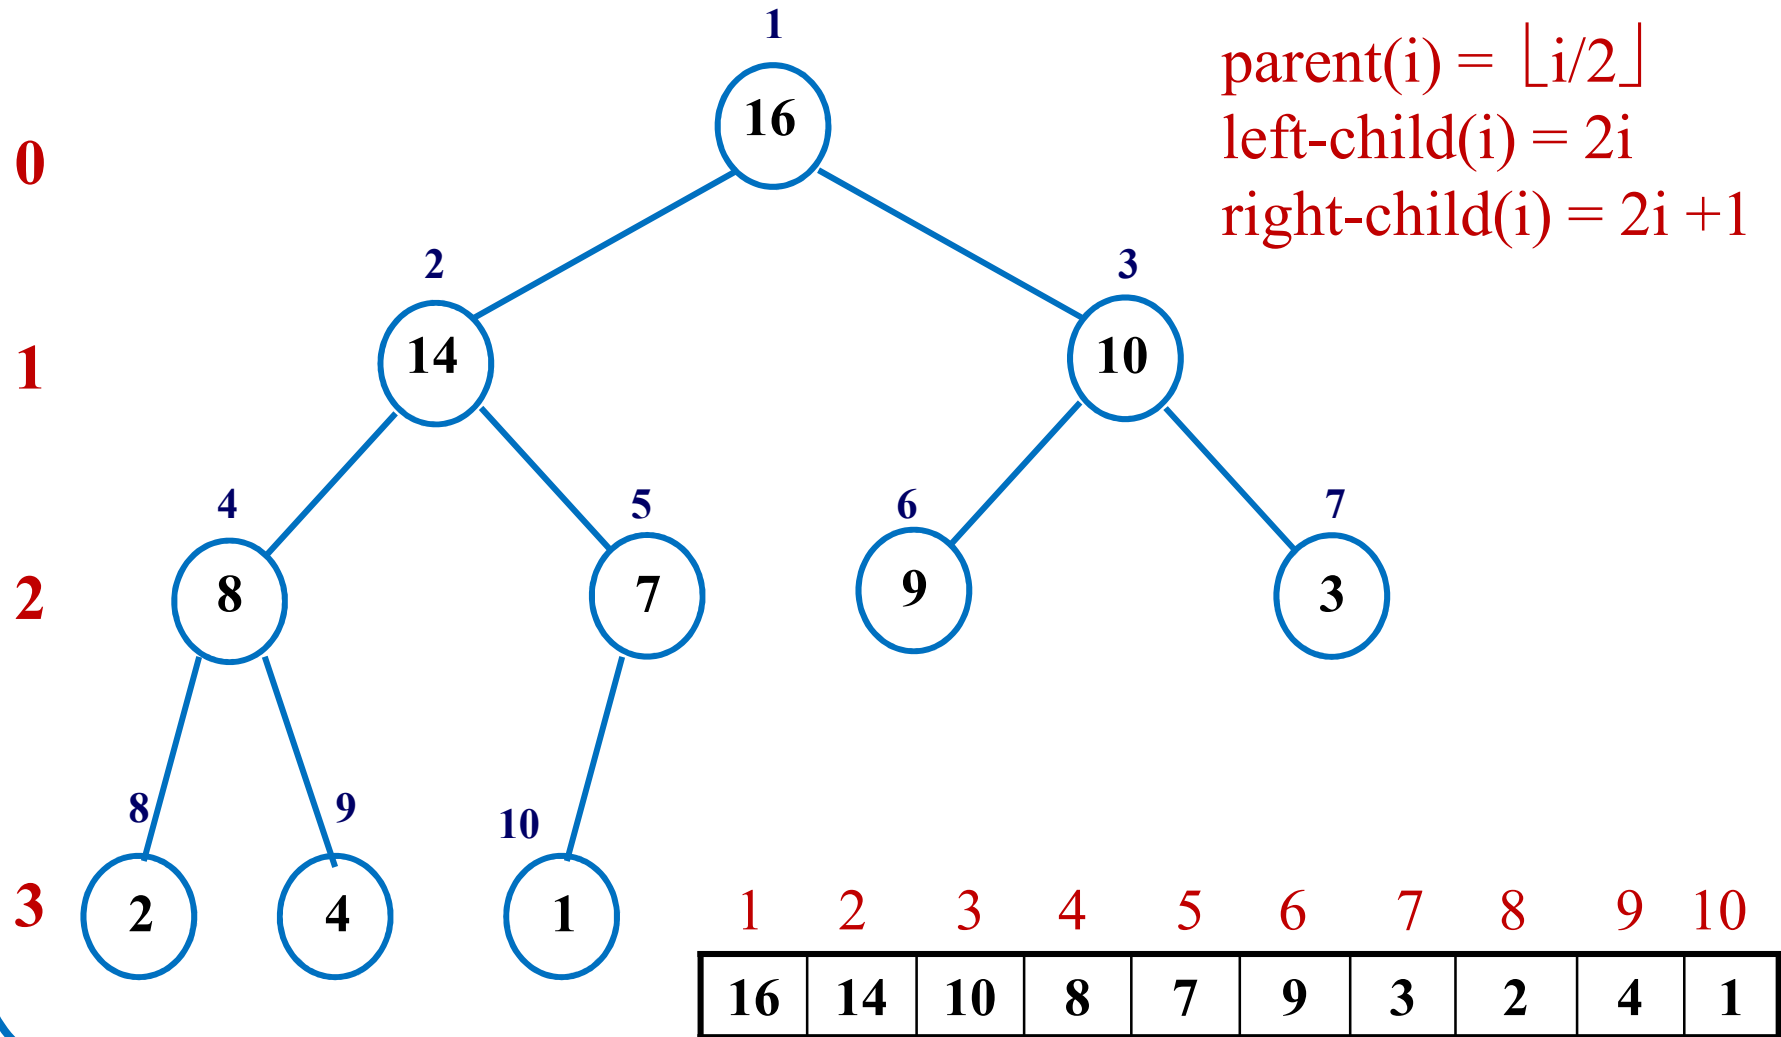 1
parent(i) = ⌊i/2⌋
16
left-child(i) = 2i
0
right-child(i) = 2i +1
2 3
1 14 10
4 5 6 7
2 8 7 9 3
8 9 10
3 2 4 1
1 2 3 4 5 6 7 8 9 10
16 14 10 8 7 9 3 2 4 1